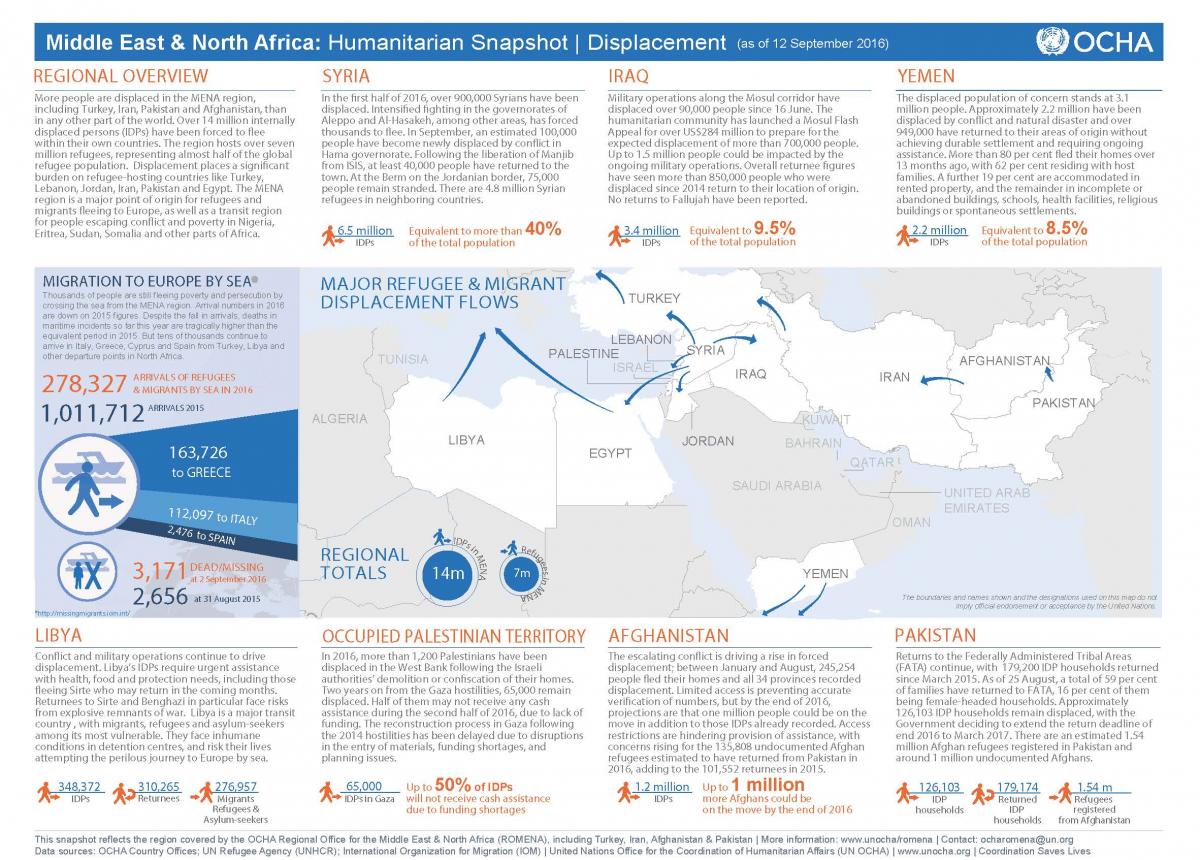 Middle East & North Africa: Humanitarian Snapshot | Displacement (as of 12 September 2016)
OCHA
REGIONAL OVERVIEW
More people are displaced in the MENA region,
including Turkey, Iran, Pakistan and Afghanistan, than
in any other part of the world. Over 14 million internally
displaced persons (IDPs) have been forced to flee
within their own countries. The region hosts over seven
million refugees, representing almost half of the global
refugee population. Displacement places a significant
burden on refugee-hosting countries like Turkey,
Lebanon, Jordan, Iran, Pakistan and Egypt. The MENA
region is a major point of origin for refugees and
migrants fleeing to Europe, as well as a transit region
for people escaping conflict and poverty in Nigeria,
Eritrea, Sudan, Somalia and other parts of Africa.
SYRIA
In the first half of 2016, over 900,000 Syrians have been
displaced. Intensified fighting in the governorates of
Aleppo and Al-Hasakeh, among other areas, has forced
thousands to flee. In September, an estimated 100,000
people have become newly displaced by conflict in
Hama governorate. Following the liberation of Manjib
from ISIS, at least 40,000 people have returned to the
town. At the Berm on the Jordanian border, 75,000
people remain stranded. There are 4.8 million Syrian
refugees in neighboring countries.
6.5 million
IDPs
Equivalent to more than 40%
of the total population
IRAQ
Military operations along the Mosul corridor have
displaced over 90,000 people since 16 June. The
humanitarian community has launched a Mosul Flash
Appeal for over US$284 million to prepare for the
expected displacement of more than 700,000 people.
Up to 1.5 million people could be impacted by the
ongoing military operations. Overall returnee figures
have seen more than 850,000 people who were
displaced since 2014 return to their location of origin.
No returns to Fallujah have been reported.
3.4 million
IDPs
Equivalent to 9.5%
of the total population
YEMEN
The displaced population of concern stands at 3.1
million people. Approximately 2.2 million have been
displaced by conflict and natural disaster and over
949,000 have returned to their areas of origin without
achieving durable settlement and requiring ongoing
assistance. More than 80 per cent fled their homes over
13 months ago, with 62 per cent residing with host
families. A further 19 per cent are accommodated in
rented property, and the remainder in incomplete or
abandoned buildings, schools, health facilities, religious
buildings or spontaneous settlements.
2.2 million
IDPs
Equivalent to 8.5%
of the total population
MIGRATION TO EUROPE BY SEA
Thousands of people are still fleeing poverty and persecution by
crossing the sea from the MENA region. Arrival numbers in 2016
are down on 2015 figures. Despite the fall in arrivals, deaths in
maritime incidents so far this year are tragically higher than the
equivalent period in 2015. But tens of thousands continue to
arrive in Italy, Greece, Cyprus and Spain from Turkey, Libya and
other departure points in North Africa.
278,327 ARRIVALS OF REFUGEES
& MIGRANTS BY SEA IN 2016
1,011,712 ARRIVALS 2015
163,726
to GREECE
112,097 to ITALY
2,476 to SPAIN
3,171 DEAD/MISSING
at 2 September 2016
2,656 at 31 August 2015
*http://missingmigrants.iom.int/
MAJOR REFUGEE & MIGRANT
DISPLACEMENT FLOWS
TURKEY
LEBANON
PALESTINE
SYRIA
ISRAEL
TUNISIA
IRAQ
IRAN
AFGHANISTAN
PAKISTAN
ALGERIA
LIBYA
EGYPT
JORDAN
KUWAIT
BAHRAIN
QATAR
SAUDI ARABIA
UNITED ARAB
EMIRATES
OMAN
YEMEN
REGIONAL
TOTALS
IDPs in MENA
14m
Refugees in MENA
7m
The boundaries and names shown and the designations used on this map do not
imply official endorsement or acceptance by the United Nations.
LIBYA
Conflict and military operations continue to drive
displacement. Libya's IDPs require urgent assistance
with health, food and protection needs, including those
fleeing Sirte who may return in the coming months.
Returnees to Sirte and Benghazi in particular face risks
from explosive remnants of war. Libya is a major transit
country , with migrants, refugees and asylum-seekers
among its most vulnerable. They face inhumane
conditions in detention centres, and risk their lives
attempting the perilous journey to Europe by sea.
348,372
IDPs
310,265
Returnees
276,957
Migrants
Refugees &
Asylum-seekers
OCCUPIED PALESTINIAN TERRITORY
In 2016, more than 1,200 Palestinians have been
displaced in the West Bank following the Israeli
authorities' demolition or confiscation of their homes.
Two years on from the Gaza hostilities, 65,000 remain
displaced. Half of them may not receive any cash
assistance during the second half of 2016, due to lack of
funding. The reconstruction process in Gaza following
the 2014 hostilities has been delayed due to disruptions
in the entry of materials, funding shortages, and
planning issues.
65,000
IDPs in Gaza
Up to 50% of IDPs
will not receive cash assistance
due to funding shortages
AFGHANISTAN
The escalating conflict is driving a rise in forced
displacement; between January and August, 245,254
people fled their homes and all 34 provinces recorded
displacement. Limited access is preventing accurate
verification of numbers, but by the end of 2016,
projections are that one million people could be on the
move in addition to those IDPs already recorded. Access
restrictions are hindering provision of assistance, with
concerns rising for the 135,808 undocumented Afghan
refugees estimated to have returned from Pakistan in
2016, adding to the 101,552 returnees in 2015.
1.2 million
IDPs
Up to 1 million
more Afghans could be
on the move by the end of 2016
PAKISTAN
Returns to the Federally Administered Tribal Areas
(FATA) continue, with 179,200 IDP households returned
since March 2015. As of 25 August, a total of 59 per cent
of families have returned to FATA, 16 per cent of them
being female-headed households. Approximately
126,103 IDP households remain displaced, with the
Government deciding to extend the return deadline of
end 2016 to March 2017. There are an estimated 1.54
million Afghan refugees registered in Pakistan and
around 1 million undocumented Afghans.
126,103
IDP
households
179,174
Returned
IDP
households
1.54 m
Refugees
registered
from Afghanistan
This snapshot reflects the region covered by the OCHA Regional Office for the Middle East & North Africa (ROMENA), including Turkey, Iran, Afghanistan & Pakistan | More information: www.unocha/romena | Contact: ocharomena@un.org
Data sources: OCHA Country Offices; UN Refugee Agency (UNHCR); International Organization for Migration (IOM) | United Nations Office for the Coordination of Humanitarian Affairs (UN OCHA) | www.unocha.org | Coordination Saves Lives